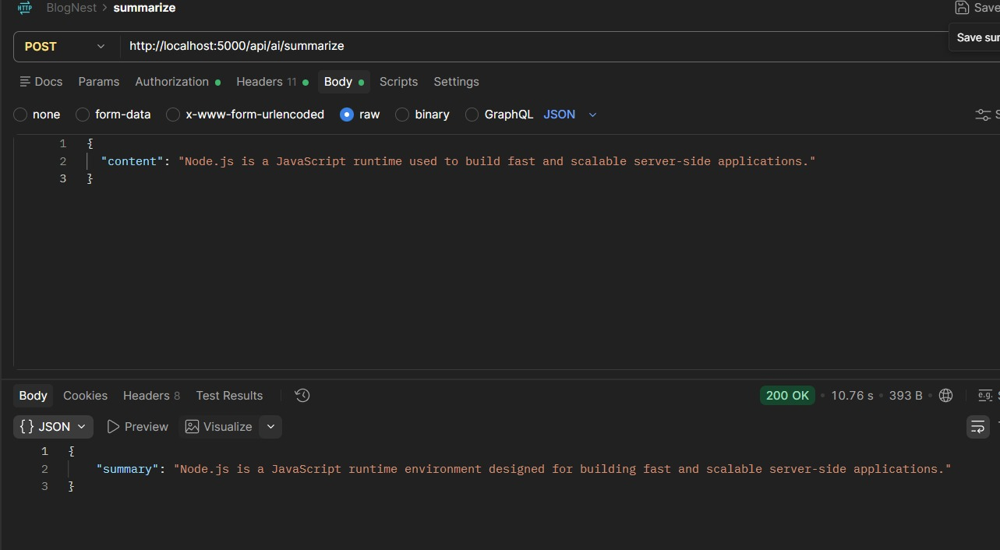 HTTP BlogNest > summarize Save
POST http://localhost:5000/api/ai/summarize Save
Docs Params Authorization Headers 11 Body Scripts Settings
none form-data x-www-form-urlencoded raw binary GraphQL JSON
1 {
2 "content": "Node.js is a JavaScript runtime used to build fast and scalable server-side applications."
3 }
Body Cookies Headers 8 Test Results 200 OK • 10.76 s • 393 B • e.g.
{} JSON Preview Visualize
1 {
2 "summary": "Node.js is a JavaScript runtime environment designed for building fast and scalable server-side applications."
3 }